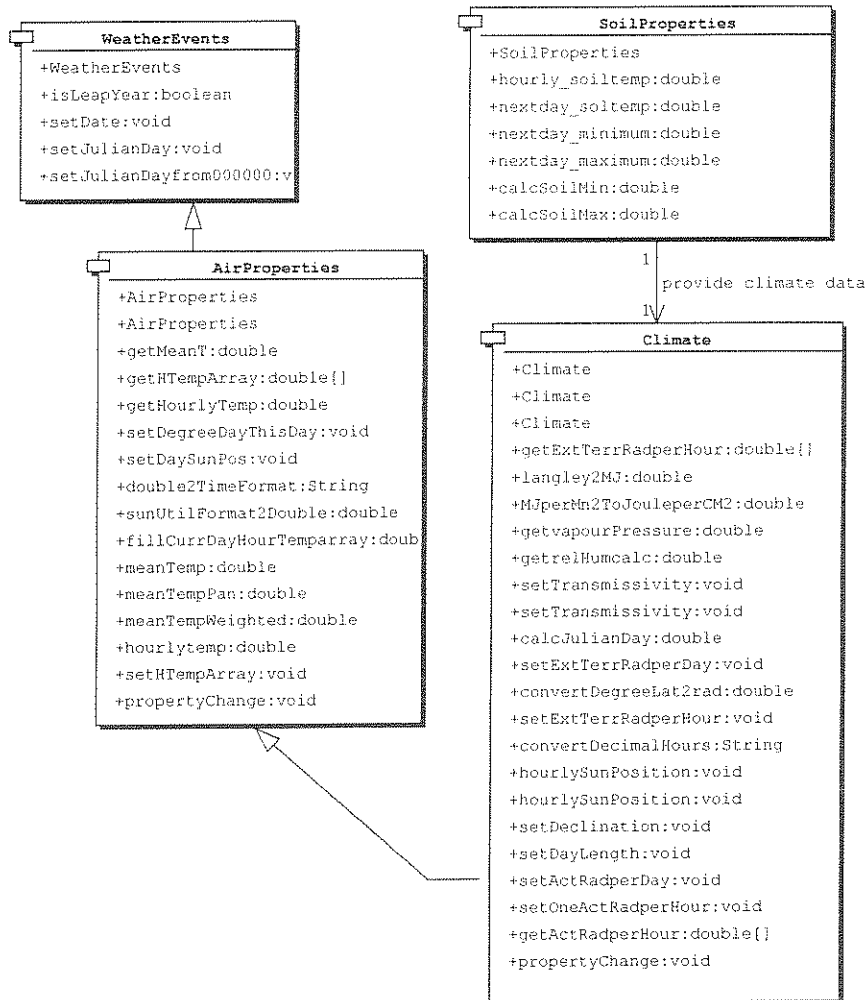 WeatherEvents
+WeatherEvents
+isLeapYear:boolean
+setDate:void
+setJulianDay:void
+setJulianDayfrom000000:v
SoilProperties
+SoilProperties
+hourly_soiltemp:double
+nextday_soltemp:double
+nextday_minimum:double
+nextday_maximum:double
+calcSoilMin:double
+calcSoilMax:double
1
provide climate data
1
AirProperties
+AirProperties
+AirProperties
+getMeanT:double
+getHTempArray:double[]
+getHourlyTemp:double
+setDegreeDayThisDay:void
+setDaySunPos:void
+double2TimeFormat:String
+sunUtilFormat2Double:double
+fillCurrDayHourTemparray:doub
+meanTemp:double
+meanTempPan:double
+meanTempWeighted:double
+hourlytemp:double
+setHTempArray:void
+propertyChange:void
Climate
+Climate
+Climate
+Climate
+getExtTerrRadperHour:double[]
+langley2MJ:double
+MJperMn2ToJouleperCM2:double
+getvapourPressure:double
+getrelHumcalc:double
+setTransmissivity:void
+setTransmissivity:void
+calcJulianDay:double
+setExtTerrRadperDay:void
+convertDegreeLat2rad:double
+setExtTerrRadperHour:void
+convertDecimalHours:String
+hourlySunPosition:void
+hourlySunPosition:void
+setDeclination:void
+setDayLength:void
+setActRadperDay:void
+setOneActRadperHour:void
+getActRadperHour:double[]
+propertyChange:void